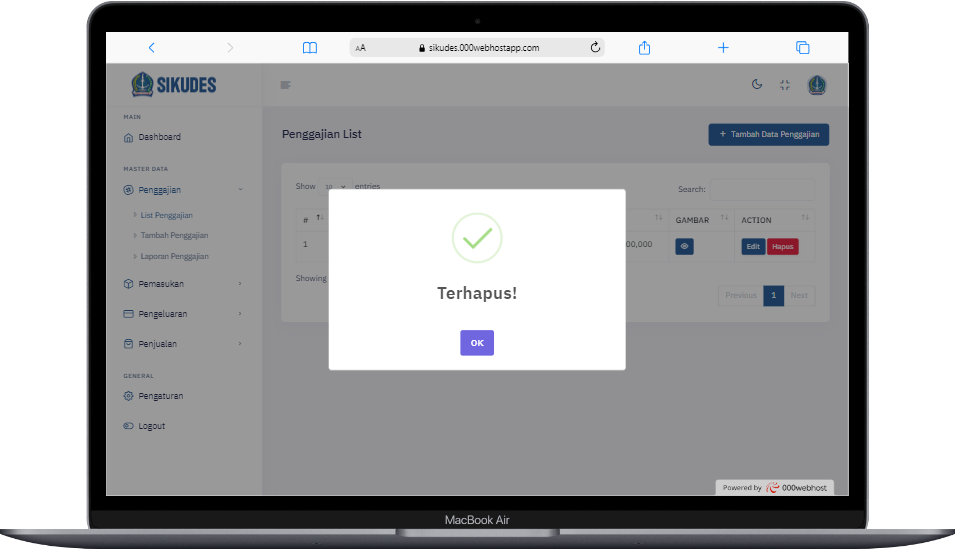 AA sikudes.000webhostapp.com
SIKUDES
MAIN
Dashboard
MASTER DATA
Penggajian
List Penggajian
Tambah Penggajian
Laporan Penggajian
Pemasukan
Pengeluaran
Penjualan
GENERAL
Pengaturan
Logout
Penggajian List
+ Tambah Data Penggajian
Show 10 entries
Search:
# GAMBAR ACTION
1 00,000 Edit Hapus
Showing
Previous 1 Next
Terhapus!
OK
Powered by 000webhost
MacBook Air